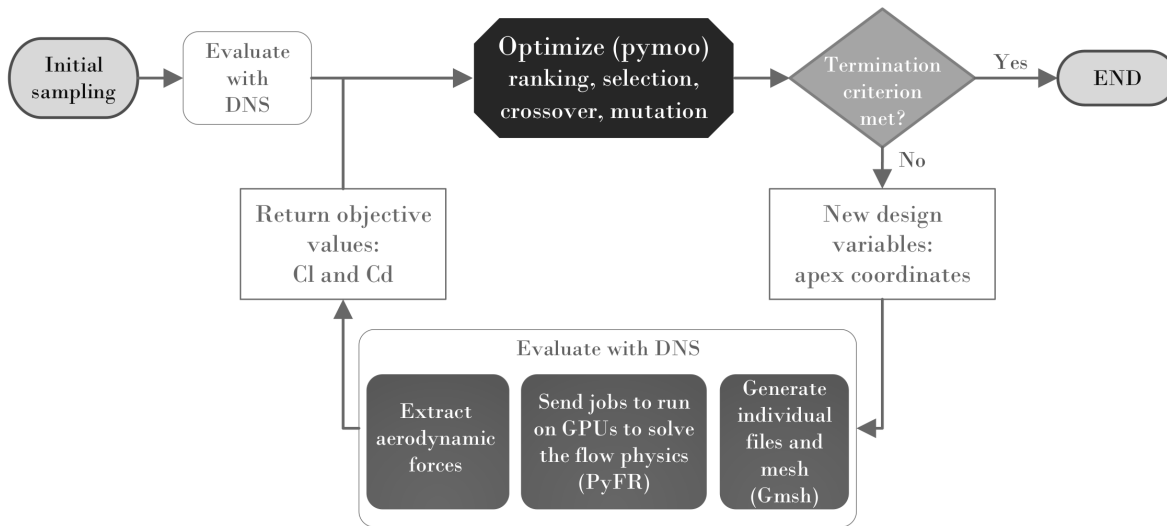 Initial
sampling
Evaluate
with
DNS
Optimize (pymoo)
ranking, selection,
crossover, mutation
Termination
criterion
met?
Yes
END
No
New design
variables:
apex coordinates
Return objective
values:
Cl and Cd
Evaluate with DNS
Extract
aerodynamic
forces
Send jobs to run
on GPUs to solve
the flow physics
(PyFR)
Generate
individual
files and
mesh
(Gmsh)